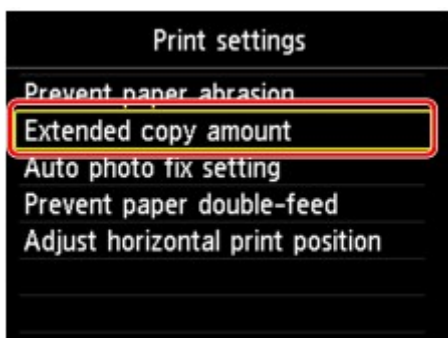 Print settings
Prevent paper abrasion
Extended copy amount
Auto photo fix setting
Prevent paper double-feed
Adjust horizontal print position